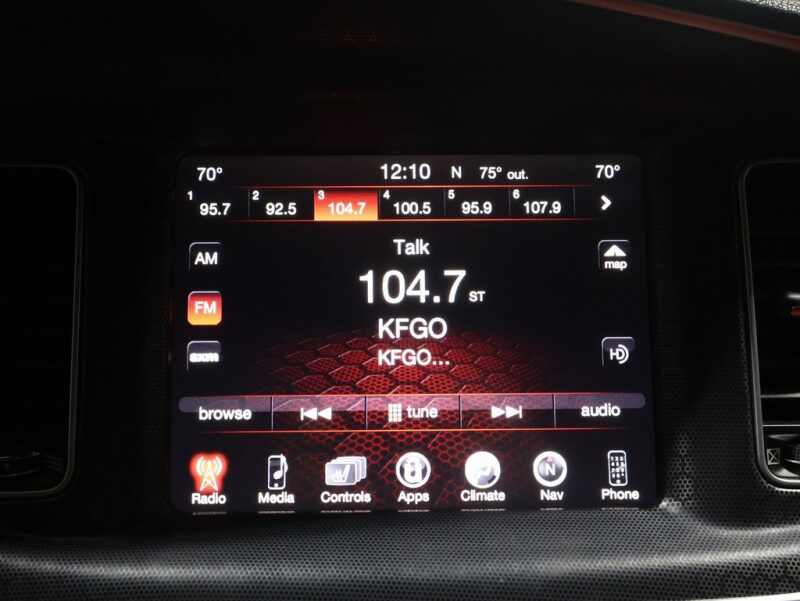 70° 12:10 N 75° out. 70°
1 95.7 2 92.5 3 104.7 4 100.5 5 95.9 6 107.9
AM
FM
sxm
Talk
104.7 ST
KFGO
KFGO...
map
HD
browse tune audio
Radio Media Controls Apps Climate Nav Phone